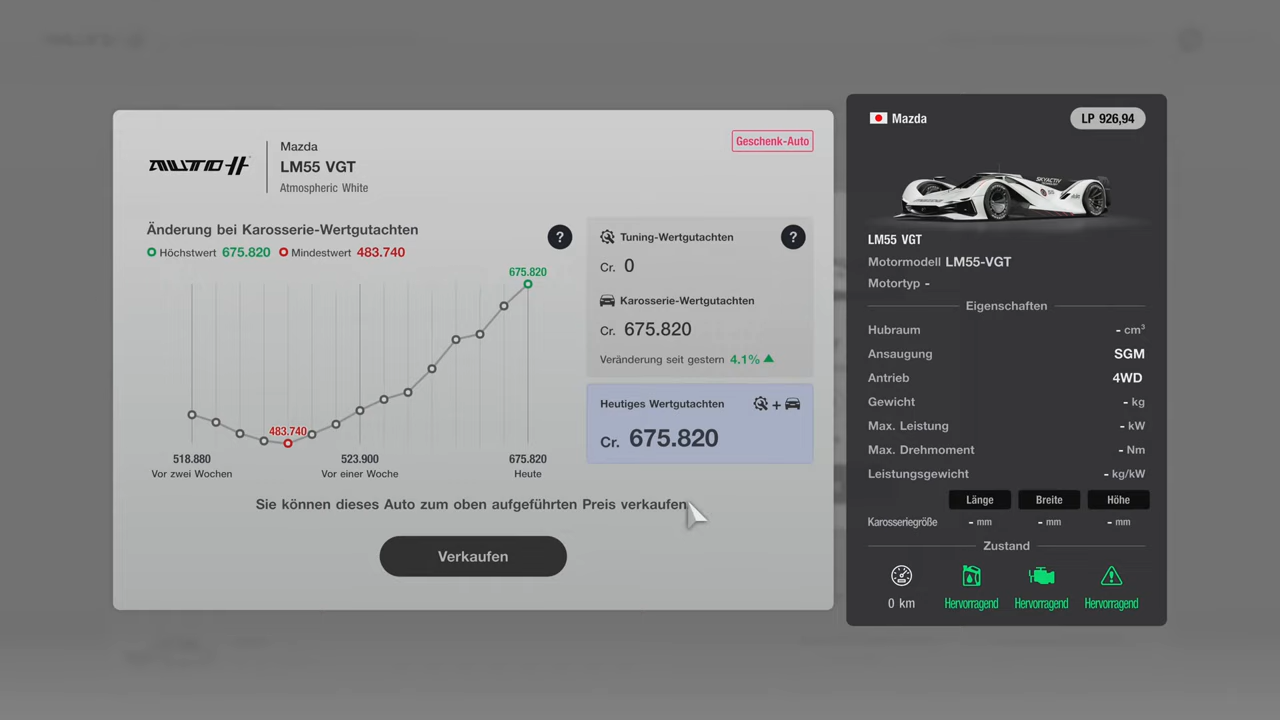 AUTO
Mazda
LM55 VGT
Atmospheric White
Geschenk-Auto
Änderung bei Karosserie-Wertgutachten
?
Höchstwert 675.820 Mindestwert 483.740
675.820
483.740
518.880
Vor zwei Wochen
523.900
Vor einer Woche
675.820
Heute
Tuning-Wertgutachten
?
Cr. 0
Karosserie-Wertgutachten
Cr. 675.820
Veränderung seit gestern 4.1%
Heutiges Wertgutachten +
Cr. 675.820
Sie können dieses Auto zum oben aufgeführten Preis verkaufen
Verkaufen
Mazda
LP 926,94
SKYACTIV
LM55 VGT
Motormodell LM55-VGT
Motortyp -
Eigenschaften
Hubraum - cm³
Ansaugung SGM
Antrieb 4WD
Gewicht - kg
Max. Leistung - kW
Max. Drehmoment - Nm
Leistungsgewicht - kg/kW
Länge Breite Höhe
Karosseriegröße - mm - mm - mm
Zustand
0 km Hervorragend Hervorragend Hervorragend